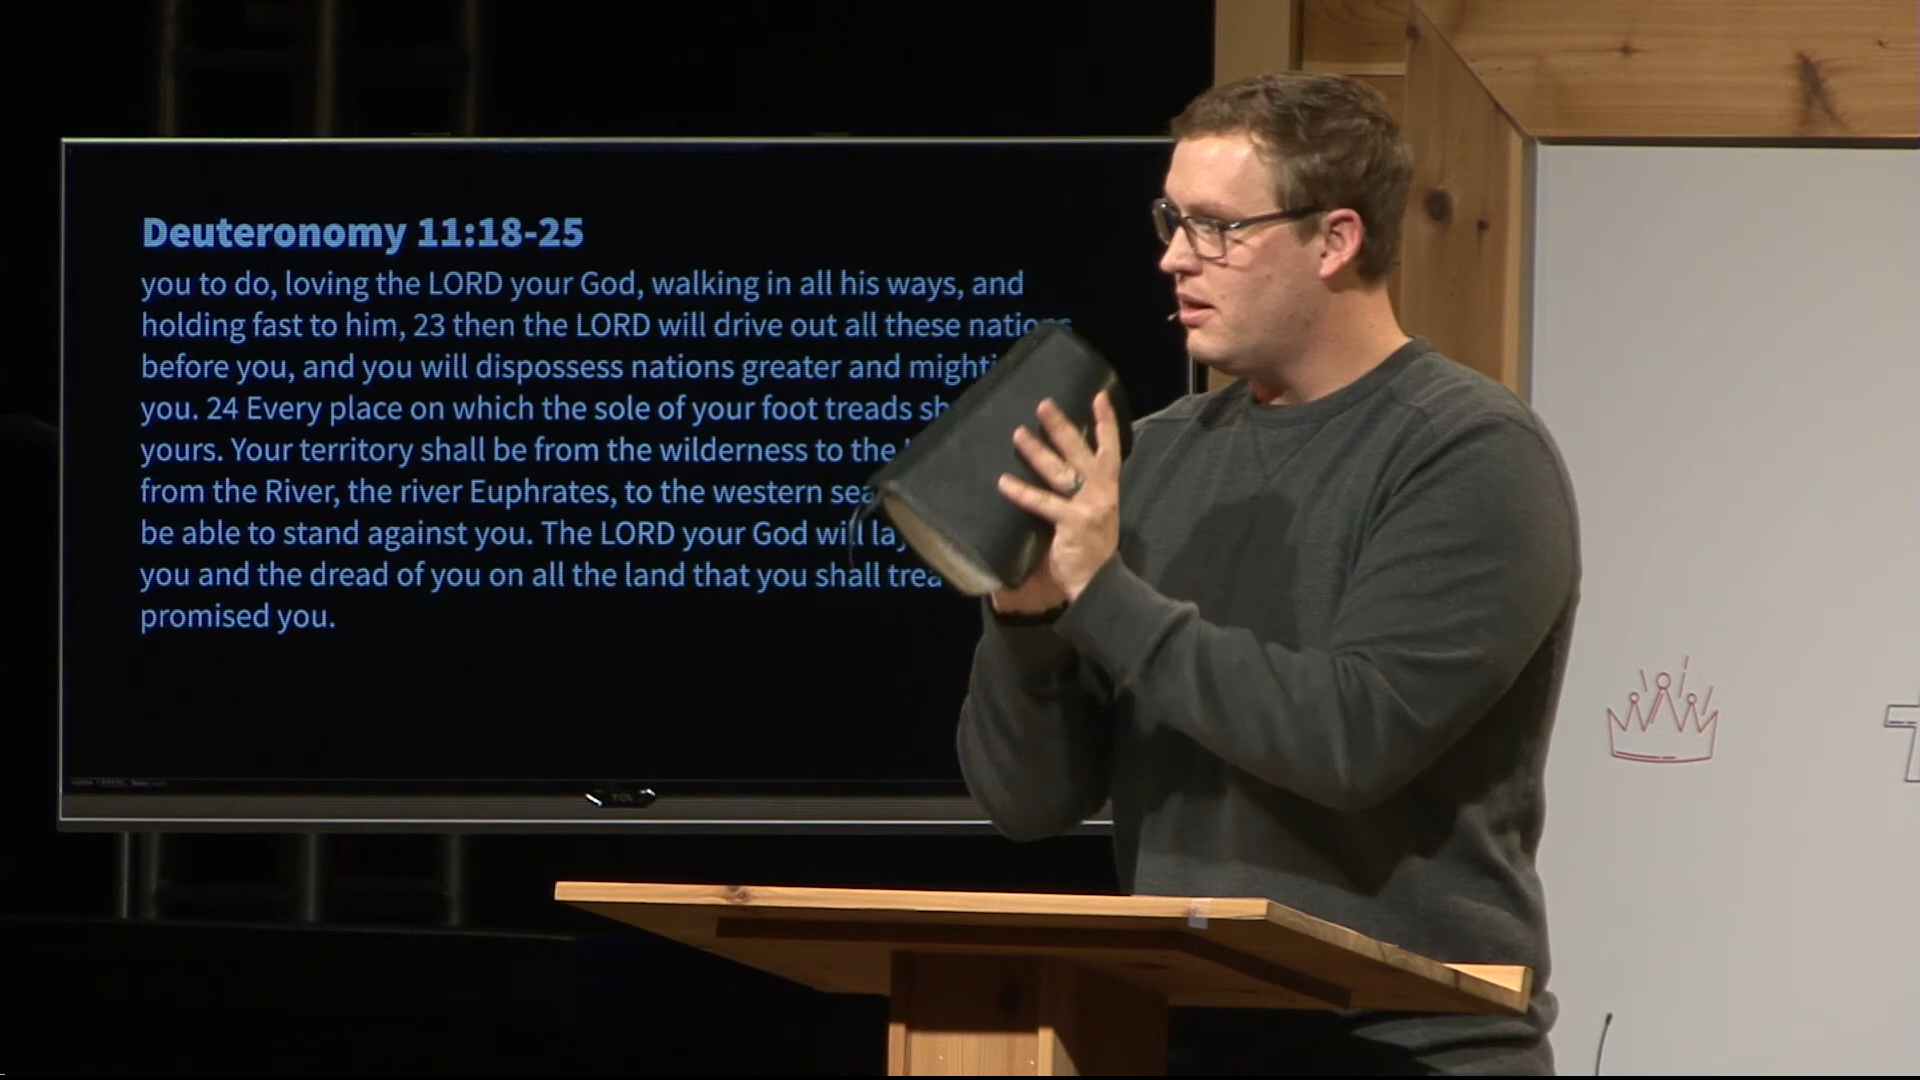 Deuteronomy 11:18-25
you to do, loving the LORD your God, walking in all his ways, and
holding fast to him, 23 then the LORD will drive out all these nations
before you, and you will dispossess nations greater and
you. 24 Every place on which the sole of your foot treads
yours. Your territory shall be from the wilderness to the
from the River, the river Euphrates, to the western sea
be able to stand against you. The LORD your God will lay
you and the dread of you on all the land that you shall
promised you.
TCL